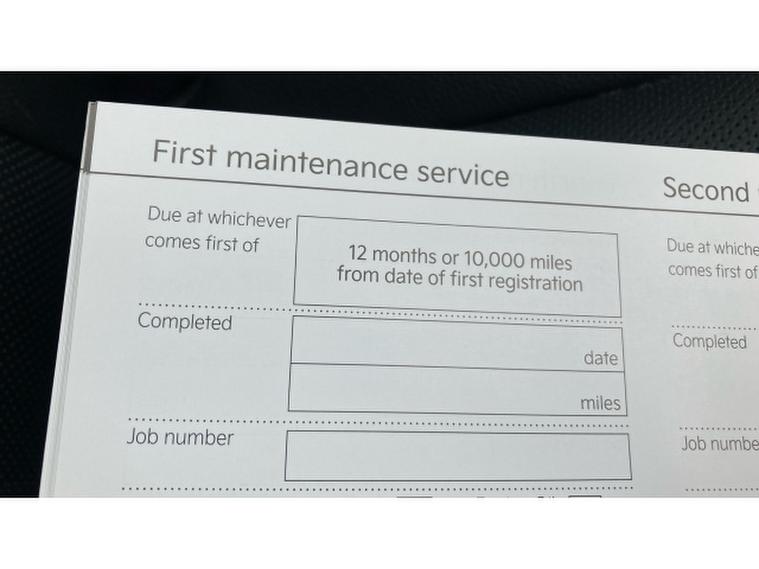 First maintenance service
Due at whichever
comes first of
12 months or 10,000 miles
from date of first registration
Completed
date
miles
Job number
Second
Due at whiche
comes first of
Completed
Job numbe